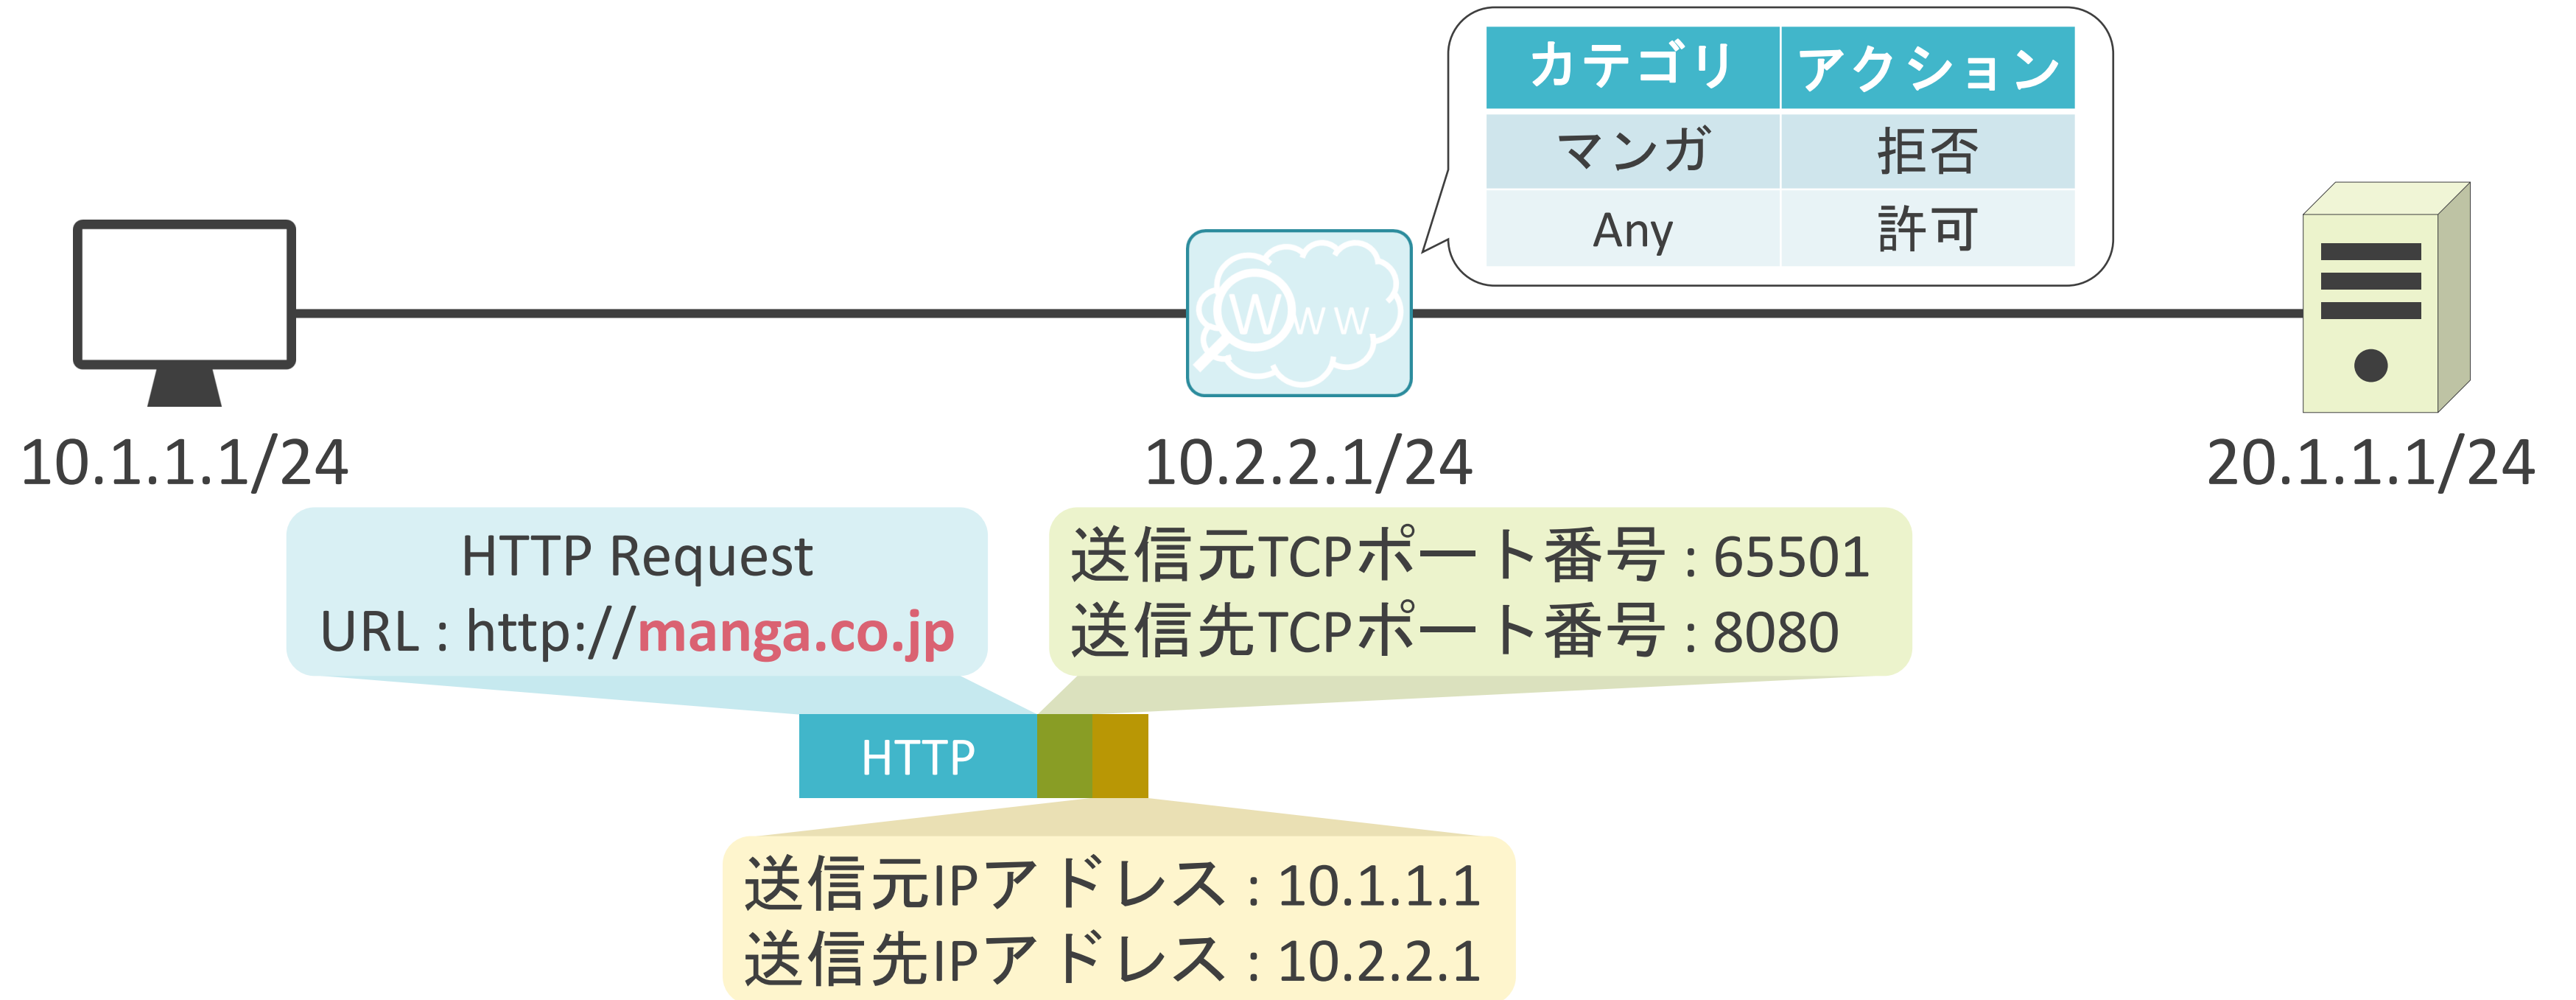 カテゴリ アクション
マンガ 拒否
Any 許可
W W W
10.1.1.1/24
10.2.2.1/24
20.1.1.1/24
HTTP Request
URL : http://manga.co.jp
送信元TCPポート番号 : 65501
送信先TCPポート番号 : 8080
HTTP
送信元IPアドレス : 10.1.1.1
送信先IPアドレス : 10.2.2.1